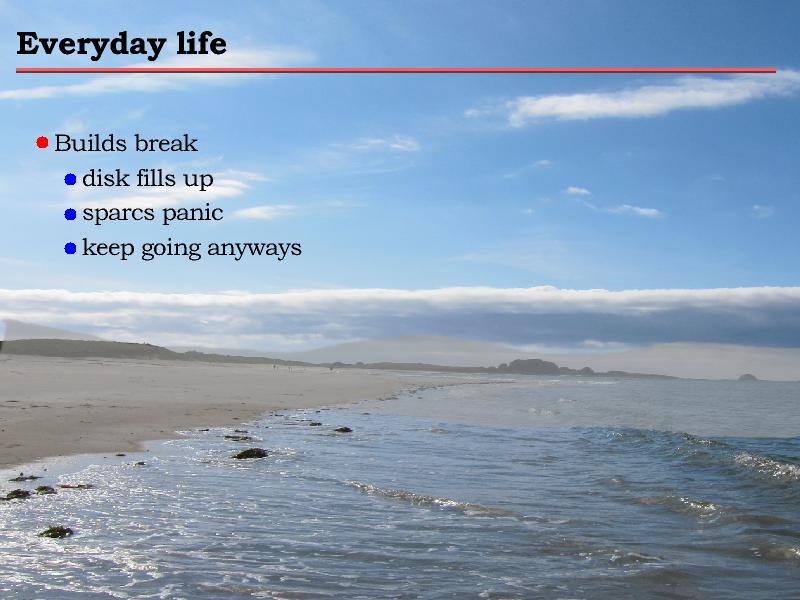 Everyday life
Builds break
disk fills up
sparcs panic
keep going anyways